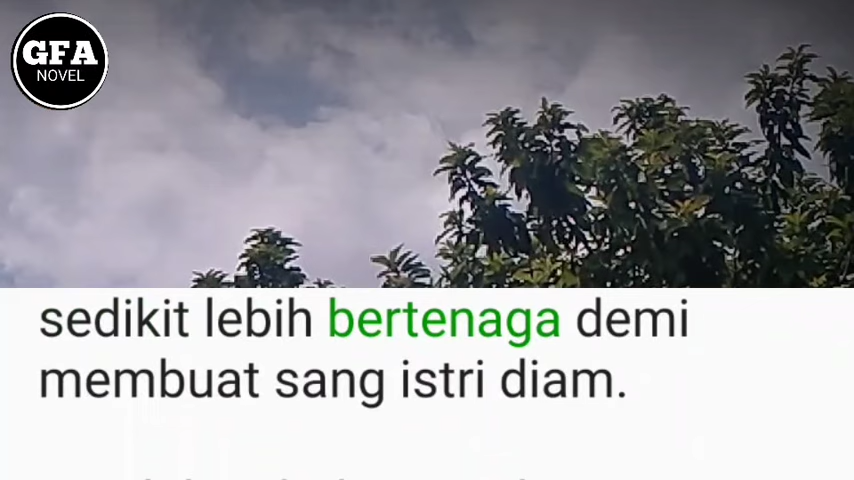 GFA
NOVEL
sedikit lebih bertenaga demi
membuat sang istri diam.